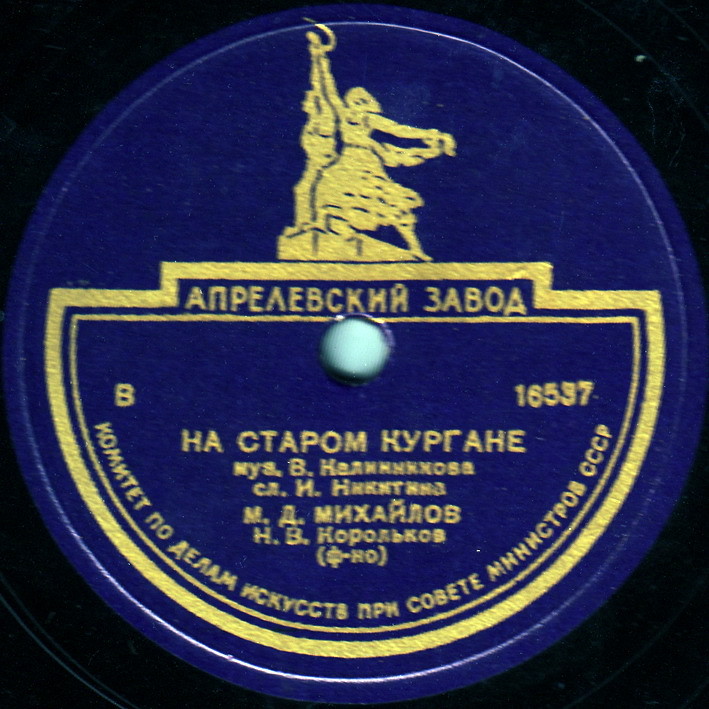 АПРЕЛЕВСКИЙ ЗАВОД
В 16537
НА СТАРОМ КУРГАНЕ
муз. В. Калинникова
сл. И. Никитина
М. Д. МИХАЙЛОВ
Н. В. Корольков
(ф-но)
КОМИТЕТ ПО ДЕЛАМ ИСКУССТВ ПРИ СОВЕТЕ МИНИСТРОВ СССР